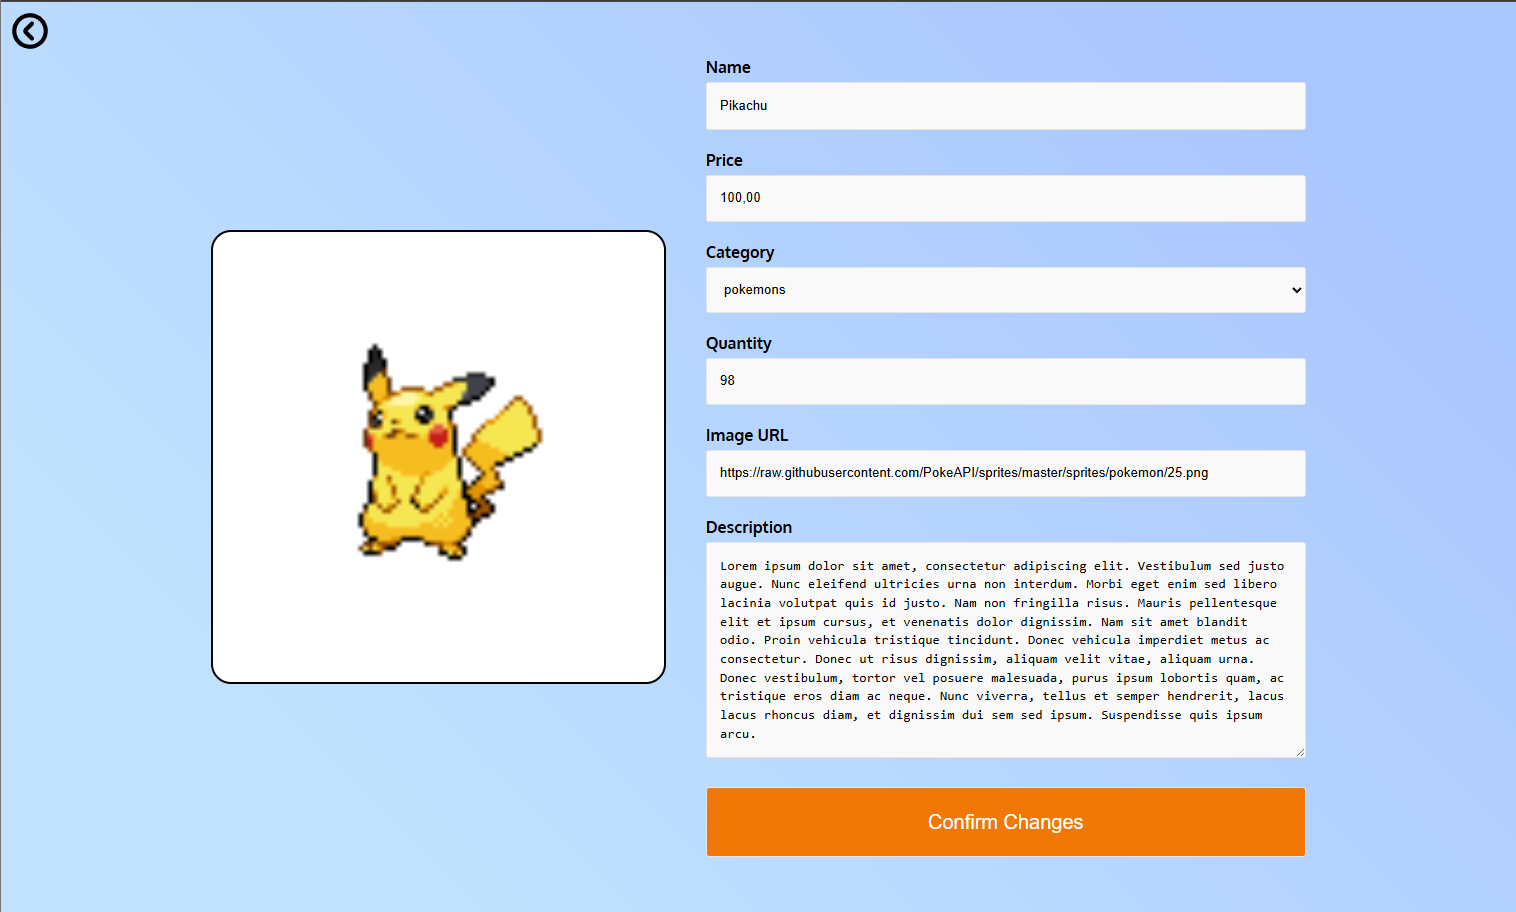 Name
Pikachu
Price
100,00
Category
pokemons
Quantity
98
Image URL
https://raw.githubusercontent.com/PokeAPI/sprites/master/sprites/pokemon/25.png
Description
Lorem ipsum dolor sit amet, consectetur adipiscing elit. Vestibulum sed justo
augue. Nunc eleifend ultricies urna non interdum. Morbi eget enim sed libero
lacinia volutpat quis id justo. Nam non fringilla risus. Mauris pellentesque
elit et ipsum cursus, et venenatis dolor dignissim. Nam sit amet blandit
odio. Proin vehicula tristique tincidunt. Donec vehicula imperdiet metus ac
consectetur. Donec ut risus dignissim, aliquam velit vitae, aliquam urna.
Donec vestibulum, tortor vel posuere malesuada, purus ipsum lobortis quam, ac
tristique eros diam ac neque. Nunc viverra, tellus et semper hendrerit, lacus
lacus rhoncus diam, et dignissim dui sem sed ipsum. Suspendisse quis ipsum
arcu.
Confirm Changes